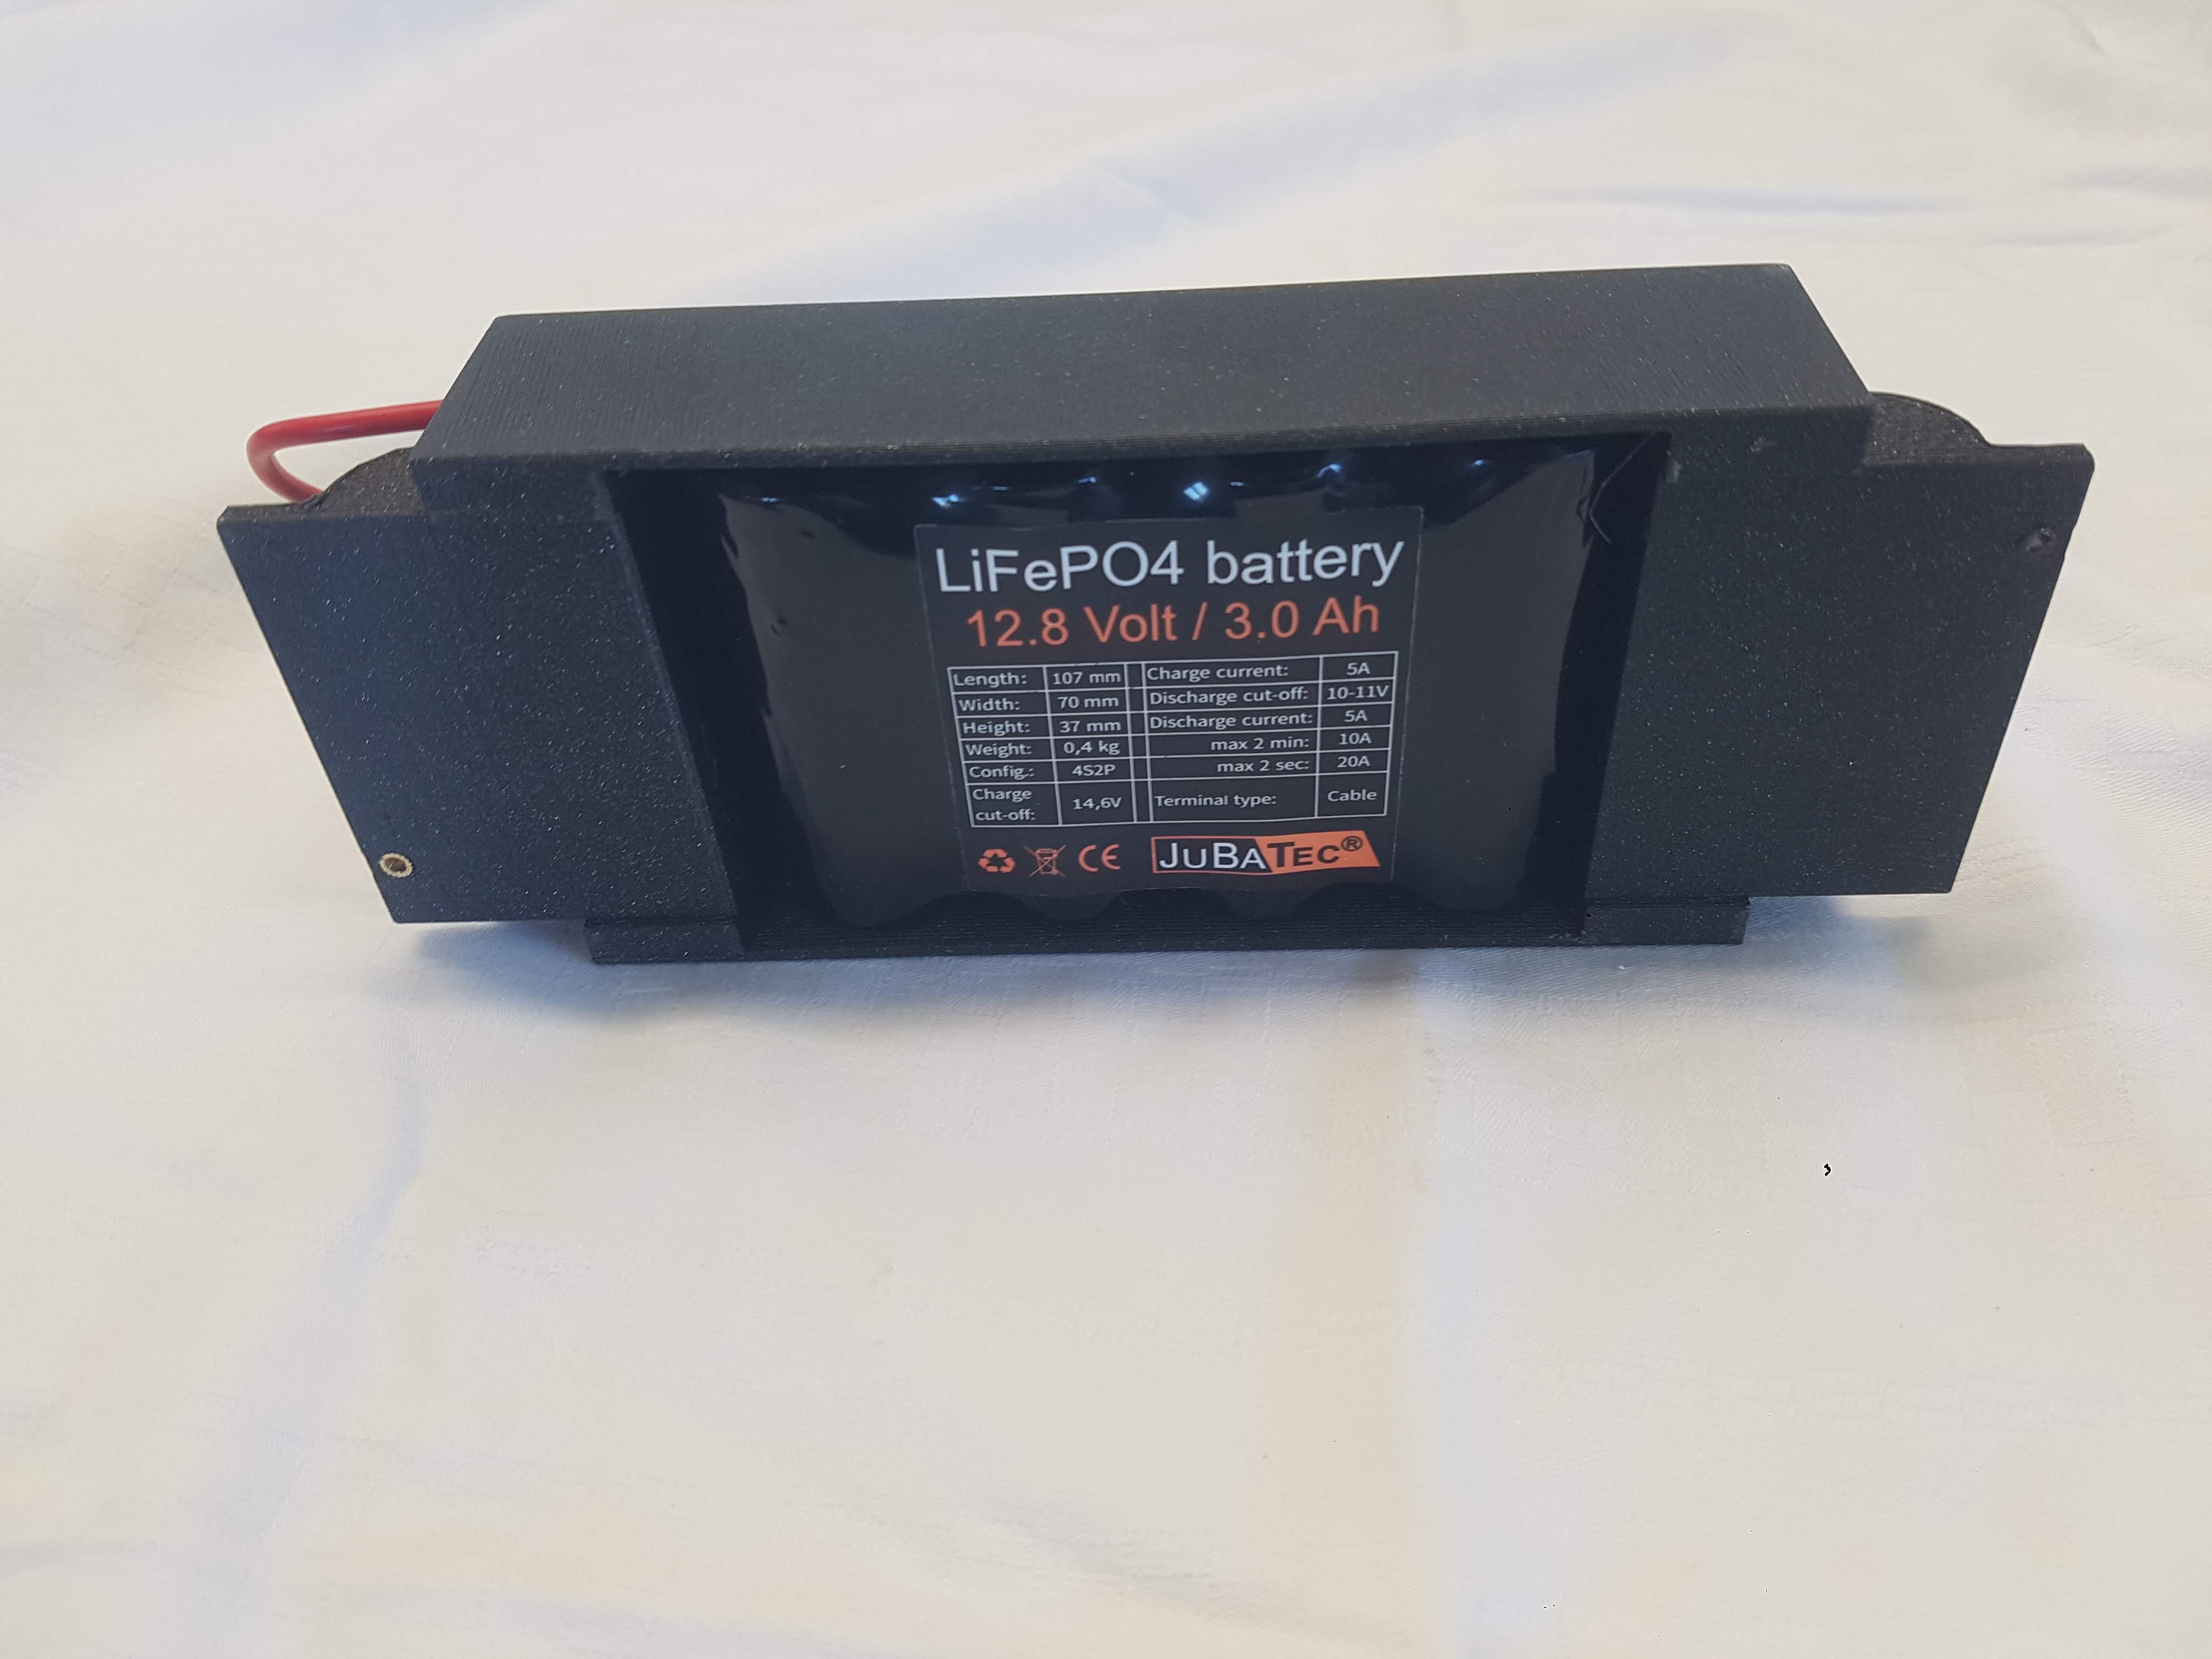 LiFePO4 battery
12.8 Volt / 3.0 Ah
Length: 107 mm Charge current: 5A
Width: 70 mm Discharge cut-off: 10-11V
Height: 37 mm Discharge current: 5A
Weight: 0,4 kg max 2 min: 10A
Config.: 4S2P max 2 sec: 20A
Charge cut-off: 14,6V Terminal type: Cable
CE JUBATEC®